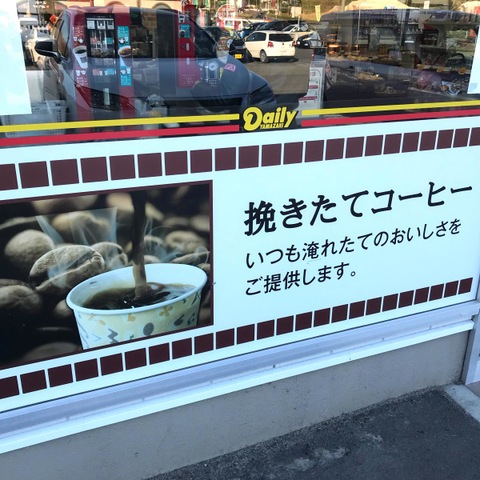 Daily
YAMAZAKI
挽きたてコーヒー
いつも淹れたてのおいしさを
ご提供します。